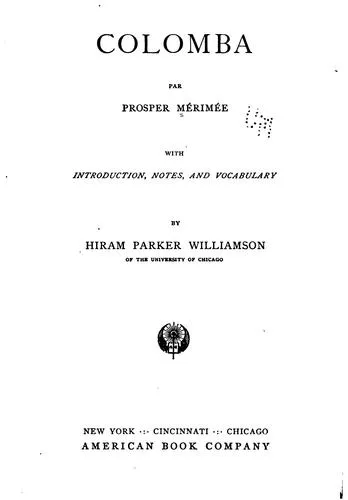 COLOMBA
PAR
PROSPER MÉRIMÉE
WITH
INTRODUCTION, NOTES, AND VOCABULARY
BY
HIRAM PARKER WILLIAMSON
OF THE UNIVERSITY OF CHICAGO
NEW YORK ·:· CINCINNATI ·:· CHICAGO
AMERICAN BOOK COMPANY